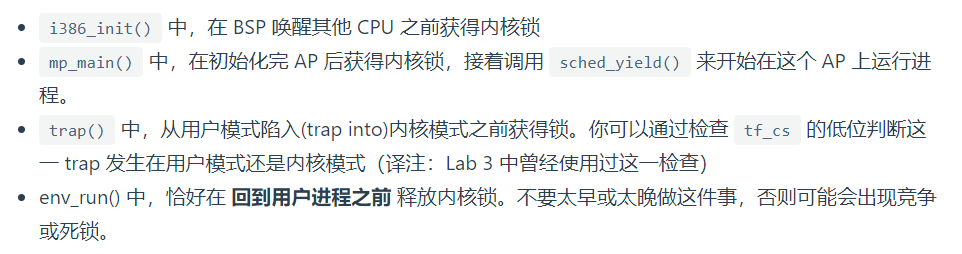 • i386_init() 中，在 BSP 唤醒其他 CPU 之前获得内核锁
• mp_main() 中，在初始化完 AP 后获得内核锁，接着调用 sched_yield() 来开始在这个 AP 上运行进
程。
• trap() 中，从用户模式陷入(trap into)内核模式之前获得锁。你可以通过检查 tf_cs 的低位判断这
一 trap 发生在用户模式还是内核模式（译注：Lab 3 中曾经使用过这一检查）
• env_run() 中，恰好在 回到用户进程之前 释放内核锁。不要太早或太晚做这件事，否则可能会出现竞争
或死锁。